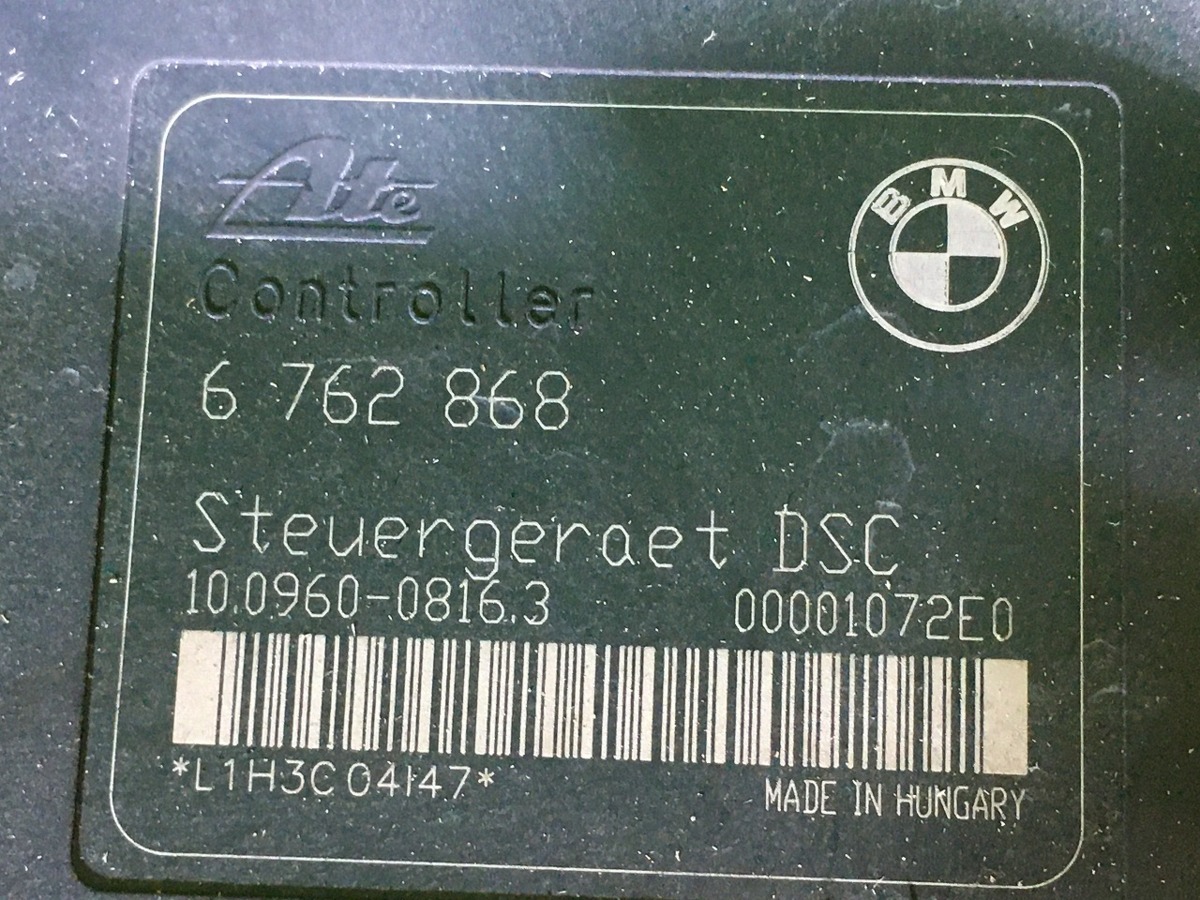 Ate
BMW
Controller
6 762 868
Steuergeraet DSC
10.0960-0816.3 00001072E0
*L1H3C04147*
MADE IN HUNGARY